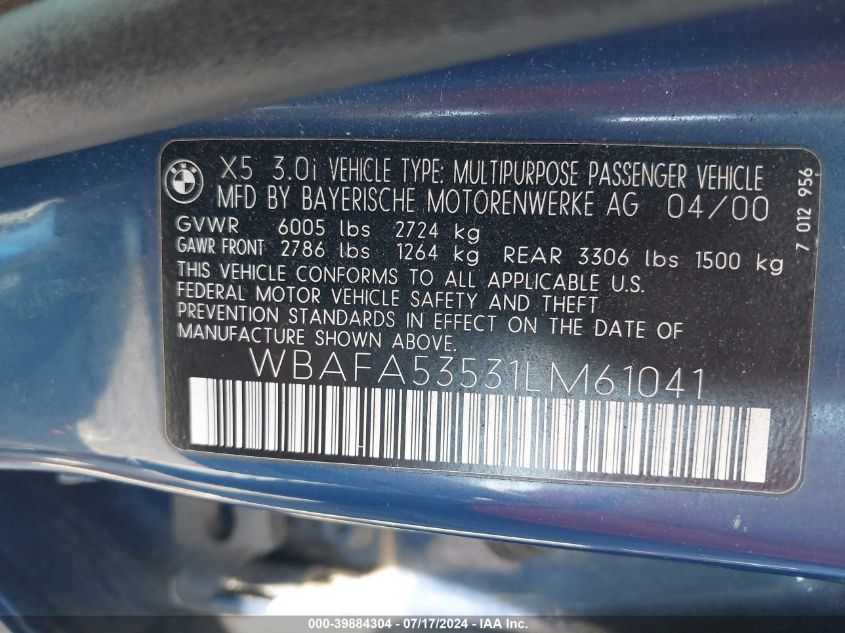 X5 3.0i VEHICLE TYPE: MULTIPURPOSE PASSENGER VEHICLE
MFD BY BAYERISCHE MOTORENWERKE AG 04/00
GVWR 6005 lbs 2724 kg
GAWR FRONT 2786 lbs 1264 kg REAR 3306 lbs 1500 kg
THIS VEHICLE CONFORMS TO ALL APPLICABLE U.S.
FEDERAL MOTOR VEHICLE SAFETY AND THEFT
PREVENTION STANDARDS IN EFFECT ON THE DATE OF
MANUFACTURE SHOWN ABOVE.
WBAFA53531LM61041
7 012 956
000-39884304 - 07/17/2024 - IAA Inc.